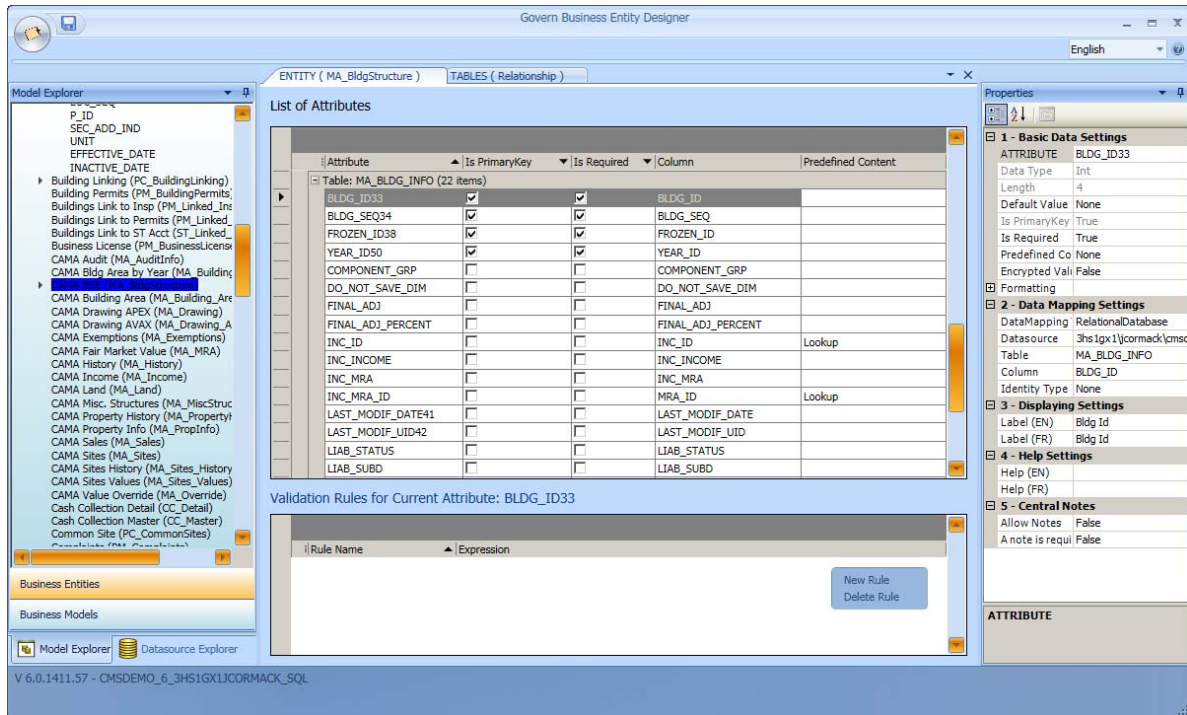 Govern Business Entity Designer
English
Model Explorer
P_ID
SEC_ADD_IND
UNIT
EFFECTIVE_DATE
INACTIVE_DATE
Building Linking (PC_BuildingLinking)
Building Permits (PM_BuildingPermits)
Buildings Link to Insp (PM_Linked_Ins
Buildings Link to Permits (PM_Linked_
Buildings Link to ST Acct (ST_Linked_
Business License (PM_BusinessLicense
CAMA Audit (MA_AuditInfo)
CAMA Bldg Area by Year (MA_Building
CAMA BSE (MA_BldgStructure)
CAMA Building Area (MA_Building_Are
CAMA Drawing APEX (MA_Drawing)
CAMA Drawing AVAX (MA_Drawing_A
CAMA Exemptions (MA_Exemptions)
CAMA Fair Market Value (MA_MRA)
CAMA History (MA_History)
CAMA Income (MA_Income)
CAMA Land (MA_Land)
CAMA Misc. Structures (MA_MiscStruc
CAMA Property History (MA_PropertyH
CAMA Property Info (MA_PropInfo)
CAMA Sales (MA_Sales)
CAMA Sites (MA_Sites)
CAMA Sites History (MA_Sites_History
CAMA Sites Values (MA_Sites_Values)
CAMA Value Override (MA_Override)
Cash Collection Detail (CC_Detail)
Cash Collection Master (CC_Master)
Common Site (PC_CommonSites)
Business Entities
Business Models
Model Explorer Datasource Explorer
ENTITY ( MA_BldgStructure ) TABLES ( Relationship )
List of Attributes
Attribute Is PrimaryKey Is Required Column Predefined Content
Table: MA_BLDG_INFO (22 items)
BLDG_ID33 BLDG_ID
BLDG_SEQ34 BLDG_SEQ
FROZEN_ID38 FROZEN_ID
YEAR_ID50 YEAR_ID
COMPONENT_GRP COMPONENT_GRP
DO_NOT_SAVE_DIM DO_NOT_SAVE_DIM
FINAL_ADJ FINAL_ADJ
FINAL_ADJ_PERCENT FINAL_ADJ_PERCENT
INC_ID INC_ID Lookup
INC_INCOME INC_INCOME
INC_MRA INC_MRA
INC_MRA_ID MRA_ID Lookup
LAST_MODIF_DATE41 LAST_MODIF_DATE
LAST_MODIF_UID42 LAST_MODIF_UID
LIAB_STATUS LIAB_STATUS
LIAB_SUBD LIAB_SUBD
Validation Rules for Current Attribute: BLDG_ID33
Rule Name Expression
New Rule
Delete Rule
Properties
1 - Basic Data Settings
ATTRIBUTE BLDG_ID33
Data Type Int
Length 4
Default Value None
Is PrimaryKey True
Is Required True
Predefined Co None
Encrypted Valu False
Formatting
2 - Data Mapping Settings
DataMapping RelationalDatabase
Datasource 3hs1gx1\jcormack\cmsd
Table MA_BLDG_INFO
Column BLDG_ID
Identity Type None
3 - Displaying Settings
Label (EN) Bldg Id
Label (FR) Bldg Id
4 - Help Settings
Help (EN)
Help (FR)
5 - Central Notes
Allow Notes False
A note is requi False
ATTRIBUTE
V 6.0.1411.57 - CMSDEMO_6_3HS1GX1JCORMACK_SQL